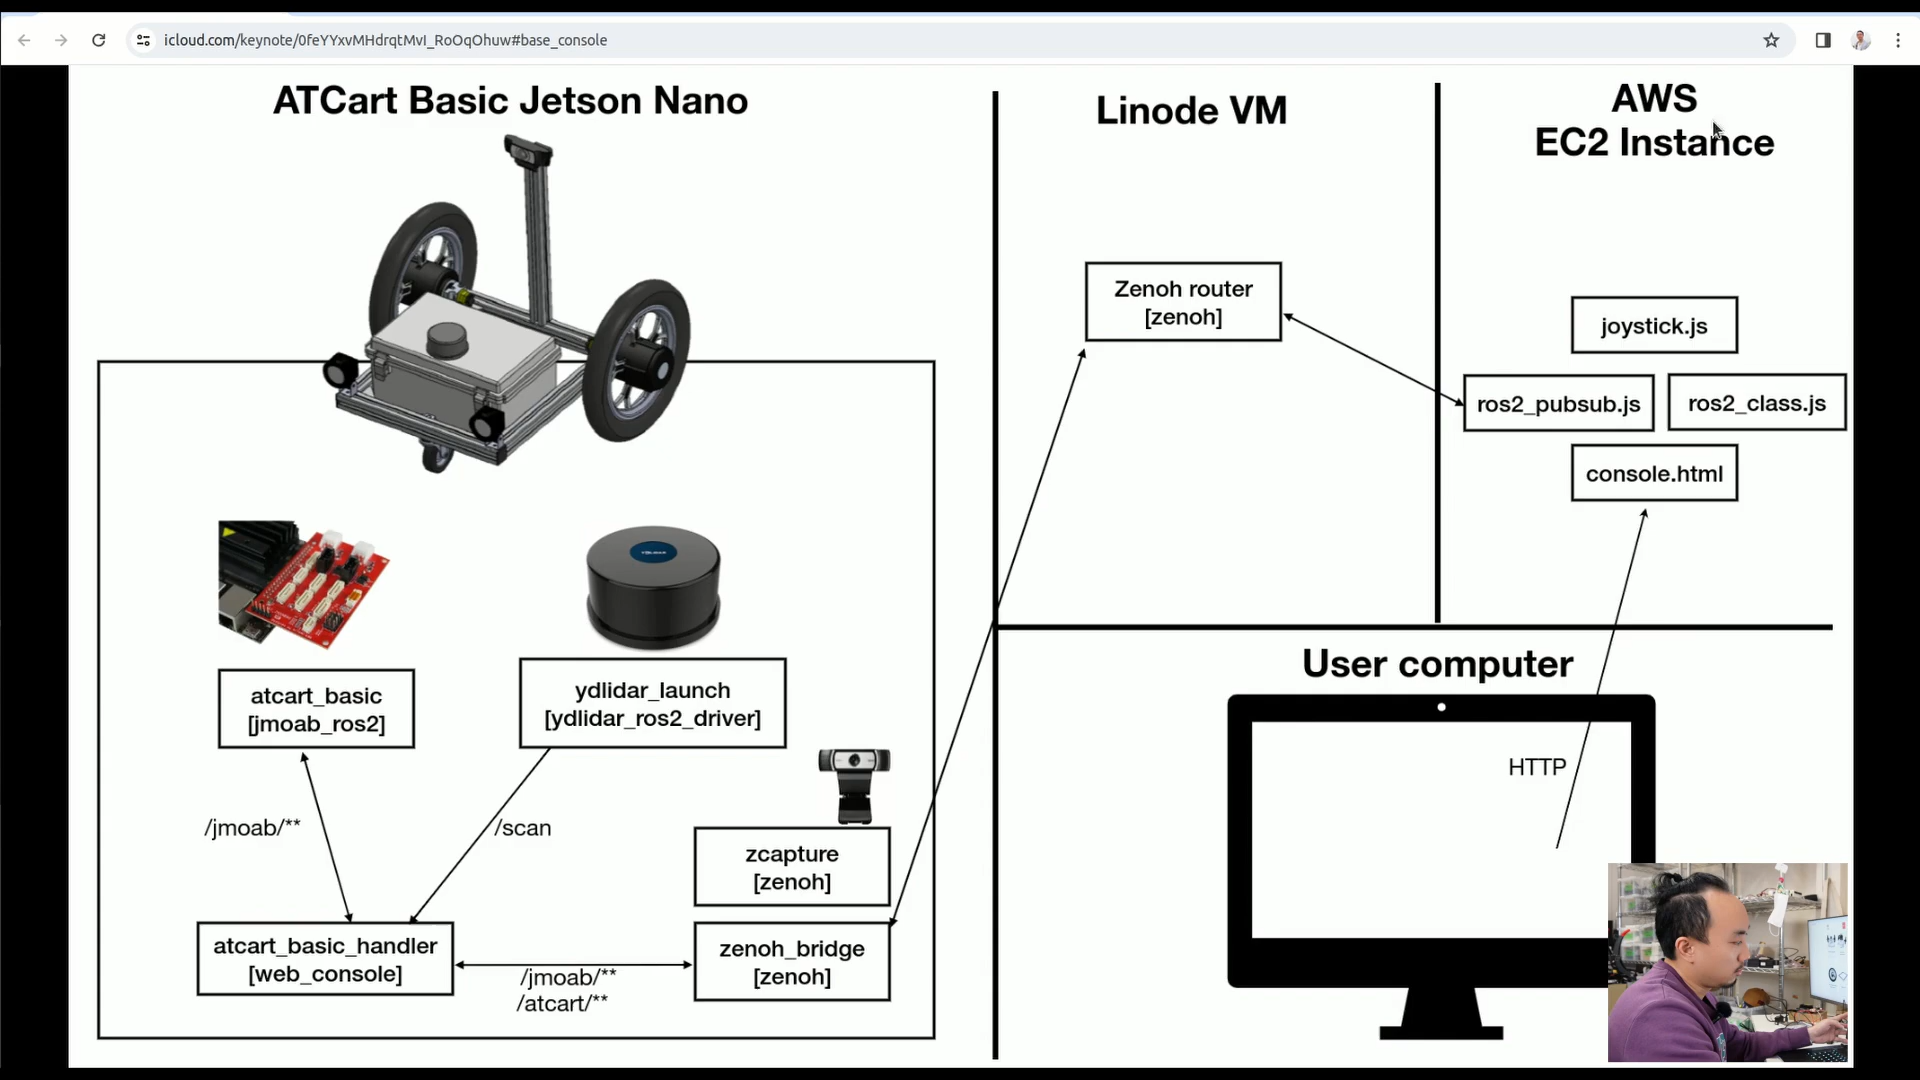 icloud.com/keynote/0feYYxvMHdrqtMvI_RoOqOhuw#base_console
ATCart Basic Jetson Nano
Linode VM
AWS
EC2 Instance
Zenoh router
[zenoh]
joystick.js
ros2_pubsub.js
ros2_class.js
console.html
User computer
HTTP
atcart_basic
[jmoab_ros2]
ydlidar_launch
[ydlidar_ros2_driver]
/jmoab/**
/scan
zcapture
[zenoh]
atcart_basic_handler
[web_console]
/jmoab/**
/atcart/**
zenoh_bridge
[zenoh]